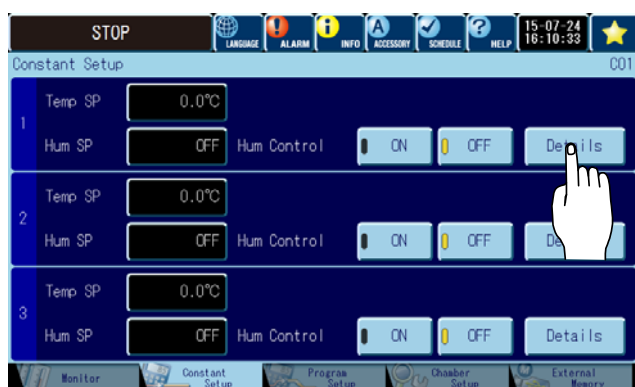 STOP
LANGUAGE ALARM INFO ACCESSORY SCHEDULE HELP 15-07-24
16:10:33
Constant Setup C01
1 Temp SP 0.0℃
Hum SP OFF Hum Control ON OFF Details
2 Temp SP 0.0℃
Hum SP OFF Hum Control ON OFF
3 Temp SP 0.0℃
Hum SP OFF Hum Control ON OFF Details
Monitor Constant Setup Program Setup Chamber Setup External Memory